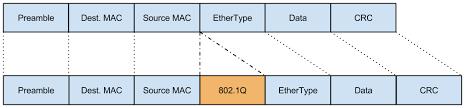 Preamble Dest. MAC Source MAC EtherType Data CRC
Preamble Dest. MAC Source MAC 802.1Q EtherType Data CRC